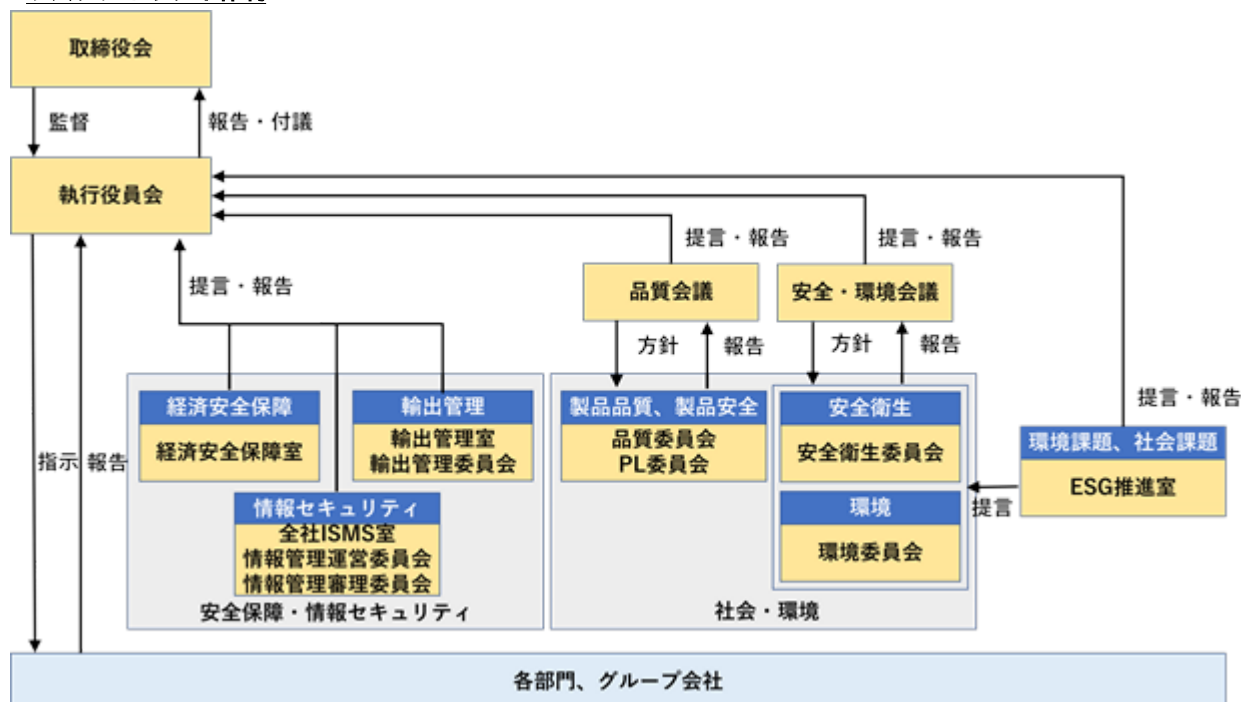 取締役会
監督
報告・付議
執行役員会
提言・報告
提言・報告
提言・報告
品質会議
安全・環境会議
方針
報告
方針
報告
経済安全保障
経済安全保障室
輸出管理
輸出管理室
輸出管理委員会
情報セキュリティ
全社ISMS室
情報管理運営委員会
情報管理審理委員会
安全保障・情報セキュリティ
製品品質、製品安全
品質委員会
PL委員会
安全衛生
安全衛生委員会
環境
環境委員会
社会・環境
提言・報告
環境課題、社会課題
ESG推進室
提言
指示
報告
各部門、グループ会社